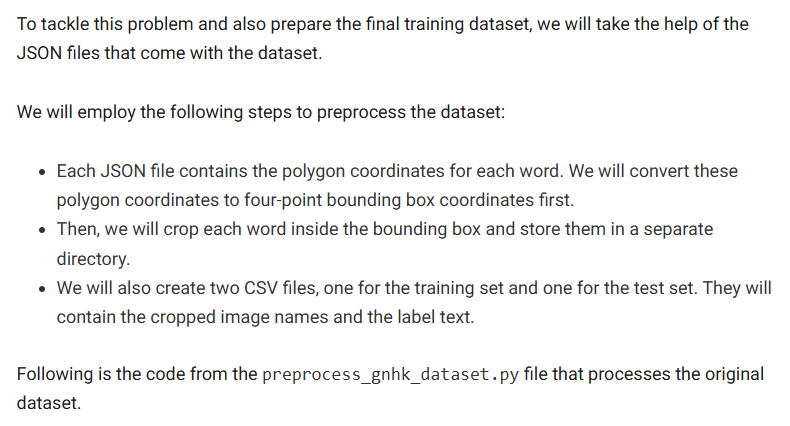 To tackle this problem and also prepare the final training dataset, we will take the help of the
JSON files that come with the dataset.
We will employ the following steps to preprocess the dataset:
• Each JSON file contains the polygon coordinates for each word. We will convert these
polygon coordinates to four-point bounding box coordinates first.
• Then, we will crop each word inside the bounding box and store them in a separate
directory.
• We will also create two CSV files, one for the training set and one for the test set. They will
contain the cropped image names and the label text.
Following is the code from the preprocess_gnhk_dataset.py file that processes the original
dataset.